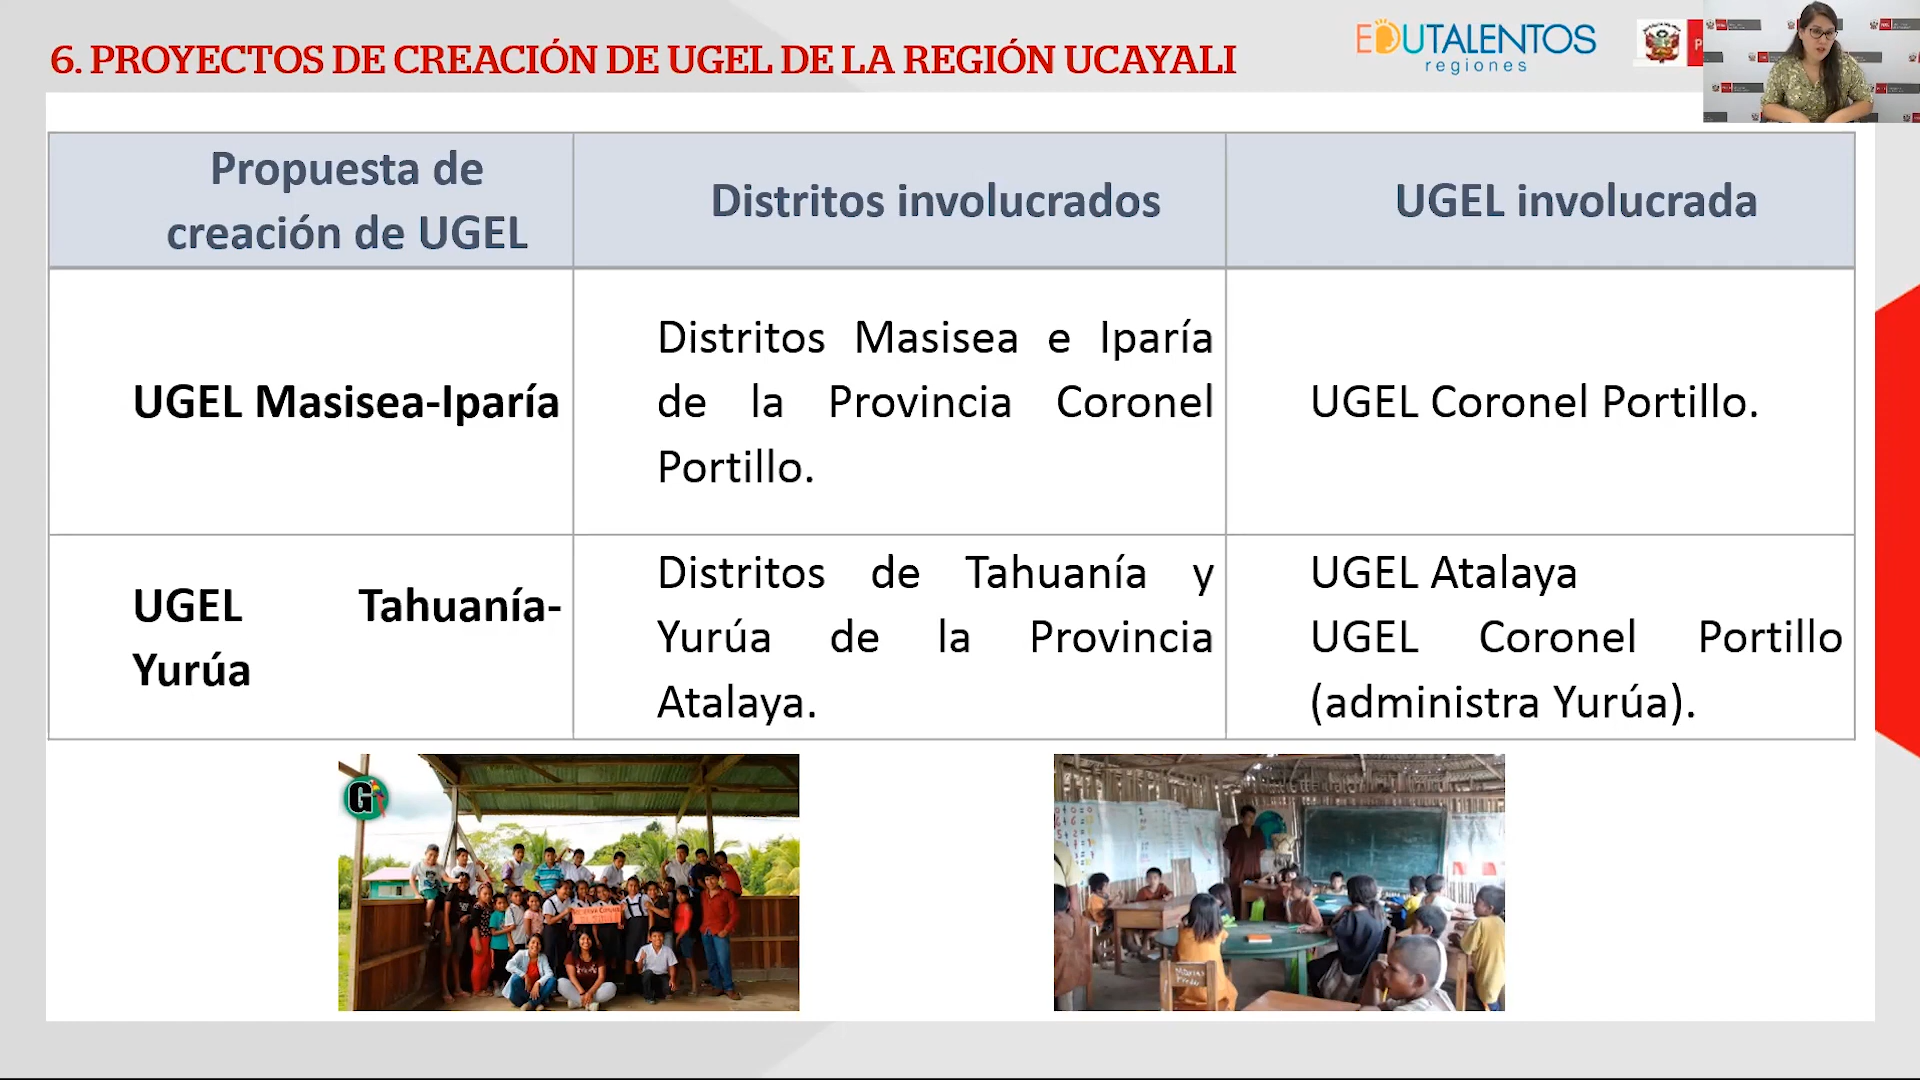 6. PROYECTOS DE CREACIÓN DE UGEL DE LA REGIÓN UCAYALI
EDUTALENTOS
regiones
Propuesta de
creación de UGEL
Distritos involucrados
UGEL involucrada
UGEL Masisea-Iparía
Distritos Masisea e Iparía
de la Provincia Coronel
Portillo.
UGEL Coronel Portillo.
UGEL Tahuanía-
Yurúa
Distritos de Tahuanía y
Yurúa de la Provincia
Atalaya.
UGEL Atalaya
UGEL Coronel Portillo
(administra Yurúa).
G